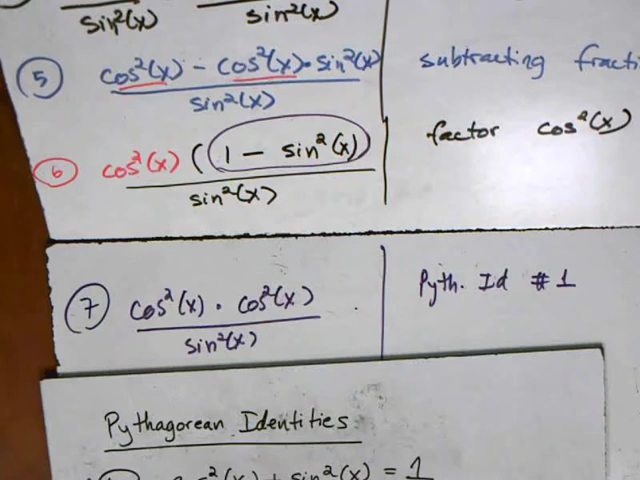 sin²(x) sin²(x)
5 cos²(x) - cos²(x) • sin²(x) subtracting
sin²(x)
6 cos²(x) (1 - sin²(x)) factor cos²(x)
sin²(x)
7 cos²(x) • cos²(x) Pyth. Id #1
sin²(x)
Pythagorean Identities
cos²(x) + sin²(x) = 1